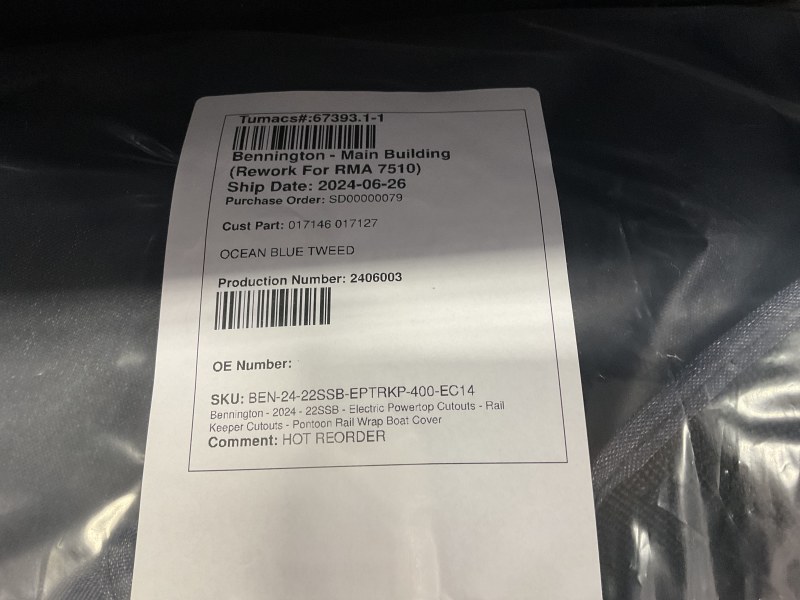 Tumacs#:67393.1-1
Bennington - Main Building
(Rework For RMA 7510)
Ship Date: 2024-06-26
Purchase Order: SD00000079
Cust Part: 017146 017127
OCEAN BLUE TWEED
Production Number: 2406003
OE Number:
SKU: BEN-24-22SSB-EPTRKP-400-EC14
Bennington - 2024 - 22SSB - Electric Powertop Cutouts - Rail
Keeper Cutouts - Pontoon Rail Wrap Boat Cover
Comment: HOT REORDER